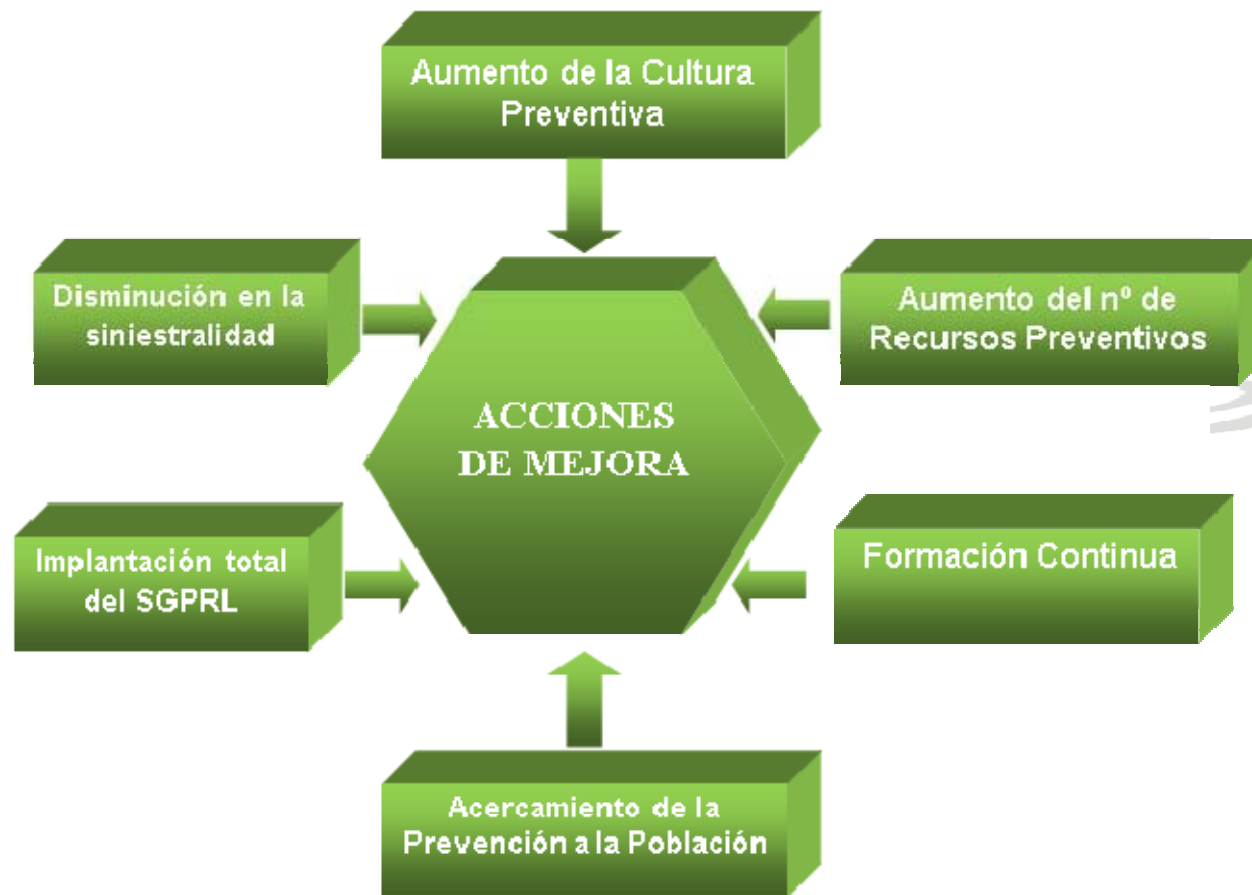 Aumento de la Cultura
Preventiva
Disminución en la
siniestralidad
Aumento del nº de
Recursos Preventivos
ACCIONES
DE MEJORA
Implantación total
del SGPRL
Formación Continua
Acercamiento de la
Prevención a la Población